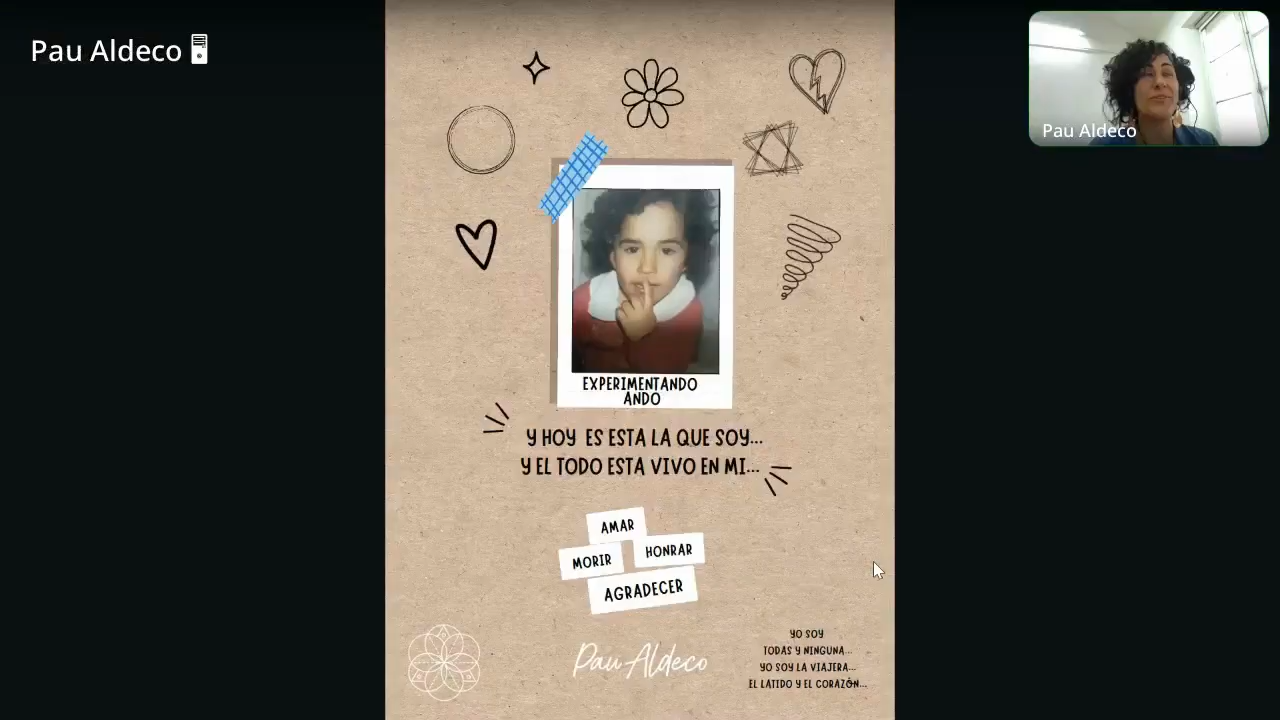 Pau Aldeco
Pau Aldeco
EXPERIMENTANDO
ANDO
Y HOY ES ESTA LA QUE SOY...
Y EL TODO ESTA VIVO EN MI...
AMAR
MORIR
HONRAR
AGRADECER
Pau Aldeco
YO SOY
TODAS Y NINGUNA...
YO SOY LA VIAJERA...
EL LATIDO Y EL CORAZÓN...